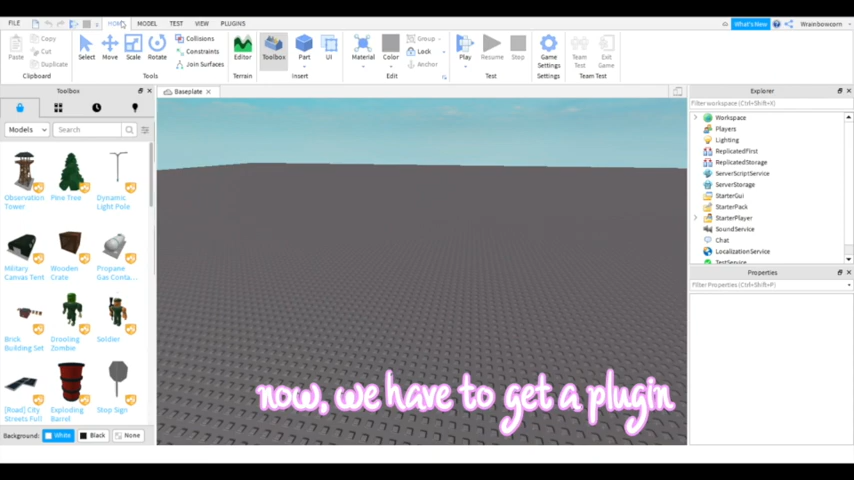 FILE HOME MODEL TEST VIEW PLUGINS What's New Wrainbowcorn
Paste Copy Cut Duplicate Select Move Scale Rotate Collisions Constraints Join Surfaces Editor Toolbox Part UI Material Color Group Lock Anchor Play Resume Stop Game Settings Team Test Exit Game
Clipboard Tools Terrain Insert Edit Test Settings Team Test
Toolbox Baseplate Explorer
Filter workspace (Ctrl+Shift+X)
Models Search
Workspace
Players
Lighting
ReplicatedFirst
ReplicatedStorage
ServerScriptService
ServerStorage
StarterGui
StarterPack
StarterPlayer
SoundService
Chat
LocalizationService
TestService
Observation Tower Pine Tree Dynamic Light Pole
Military Canvas Tent Wooden Crate Propane Gas Conta...
Brick Building Set Drooling Zombie Soldier
[Road] City Streets Full Exploding Barrel Stop Sign
Properties
Filter Properties (Ctrl+Shift+P)
now, we have to get a plugin
Background: White Black None